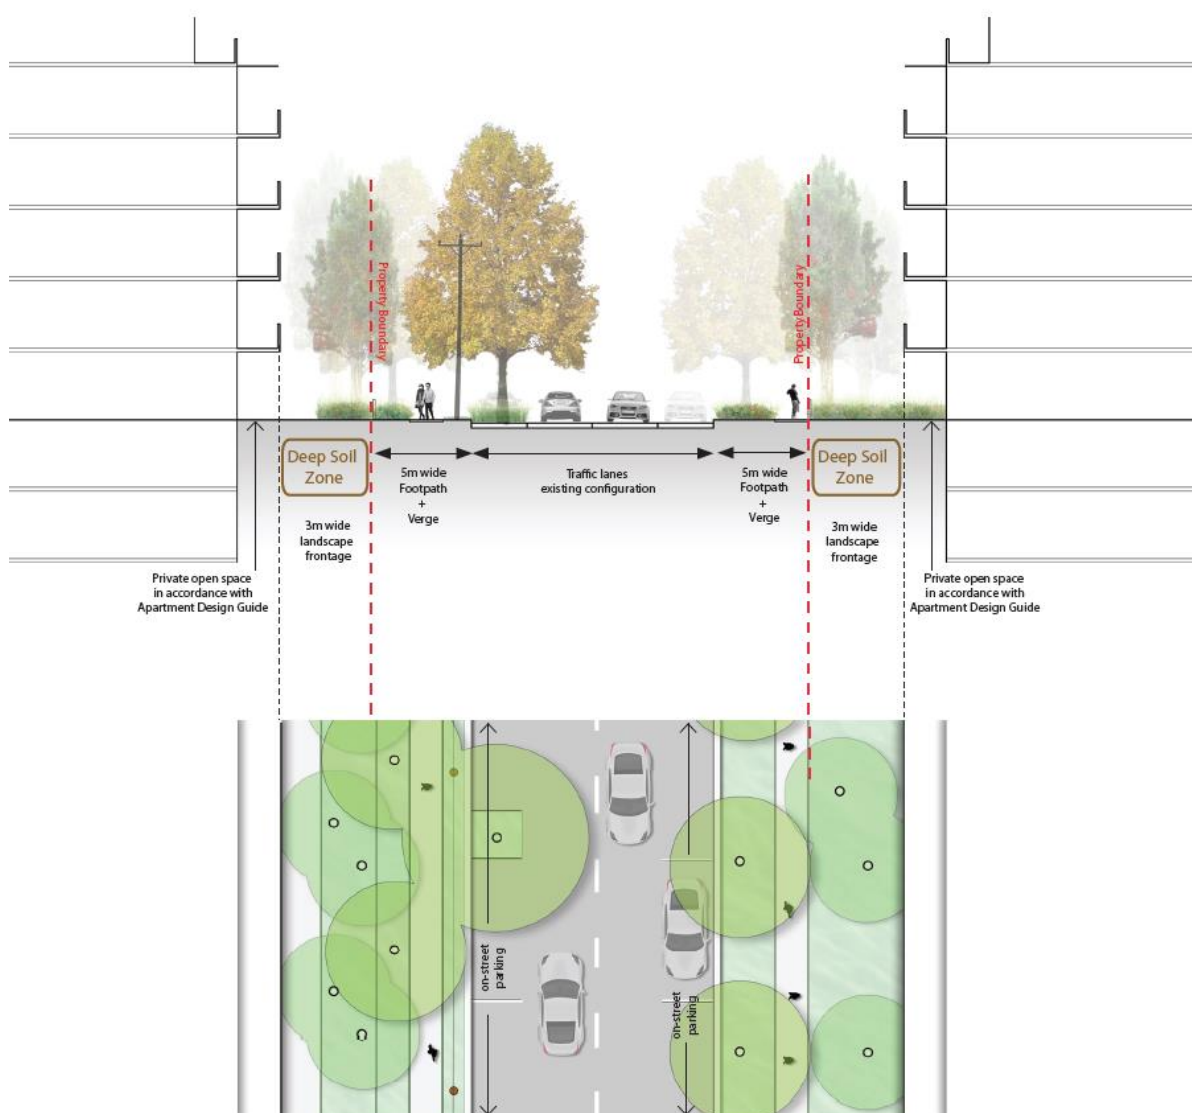 Property Boundary
Property Boundary
Deep Soil
Zone
5m wide
Footpath
+
Verge
Traffic lanes
existing configuration
5m wide
Footpath
+
Verge
Deep Soil
Zone
3m wide
landscape
frontage
3m wide
landscape
frontage
Private open space
in accordance with
Apartment Design Guide
Private open space
in accordance with
Apartment Design Guide
on-street
parking
on-street
parking